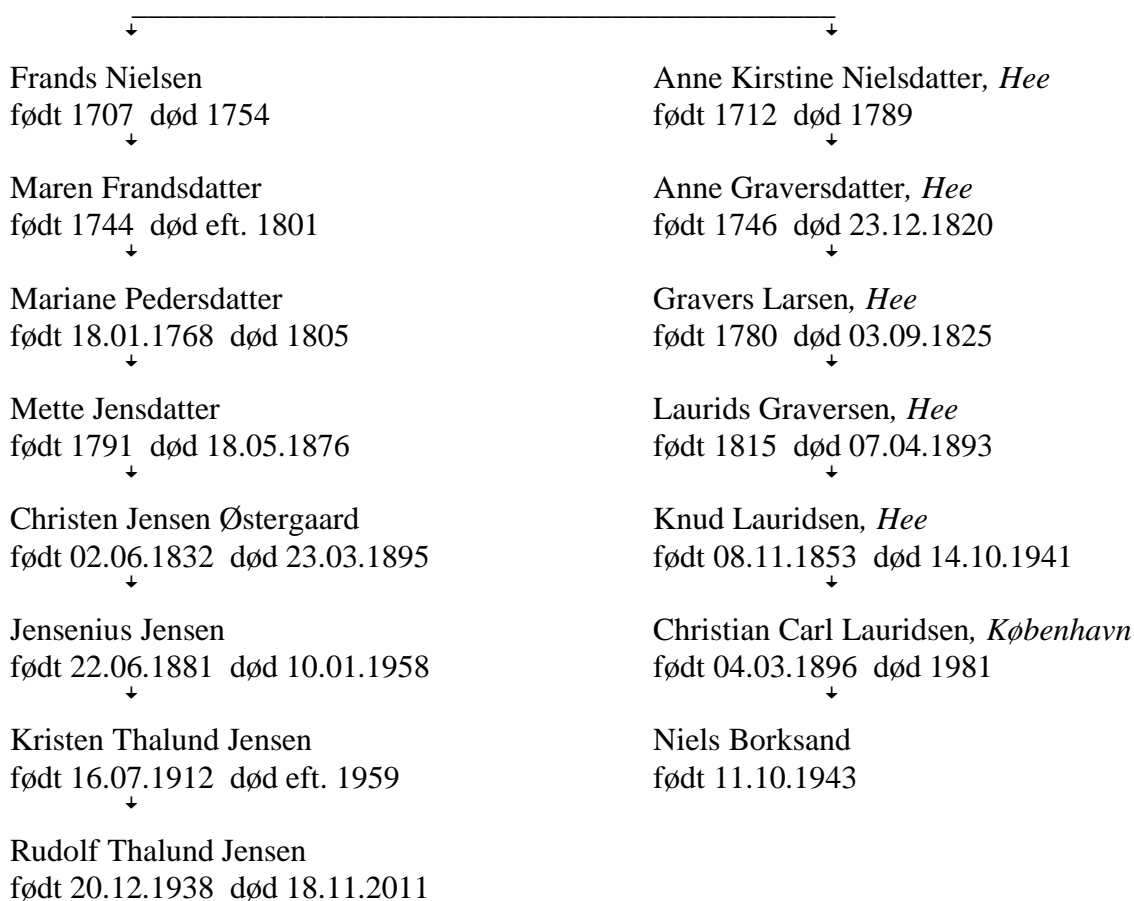 Frands Nielsen
født 1707 død 1754
Maren Frandsdatter
født 1744 død eft. 1801
Mariane Pedersdatter
født 18.01.1768 død 1805
Mette Jensdatter
født 1791 død 18.05.1876
Christen Jensen Østergaard
født 02.06.1832 død 23.03.1895
Jensenius Jensen
født 22.06.1881 død 10.01.1958
Kristen Thalund Jensen
født 16.07.1912 død eft. 1959
Rudolf Thalund Jensen
født 20.12.1938 død 18.11.2011
Anne Kirstine Nielsdatter, Hee
født 1712 død 1789
Anne Graversdatter, Hee
født 1746 død 23.12.1820
Gravers Larsen, Hee
født 1780 død 03.09.1825
Laurids Graversen, Hee
født 1815 død 07.04.1893
Knud Lauridsen, Hee
født 08.11.1853 død 14.10.1941
Christian Carl Lauridsen, København
født 04.03.1896 død 1981
Niels Borksand
født 11.10.1943